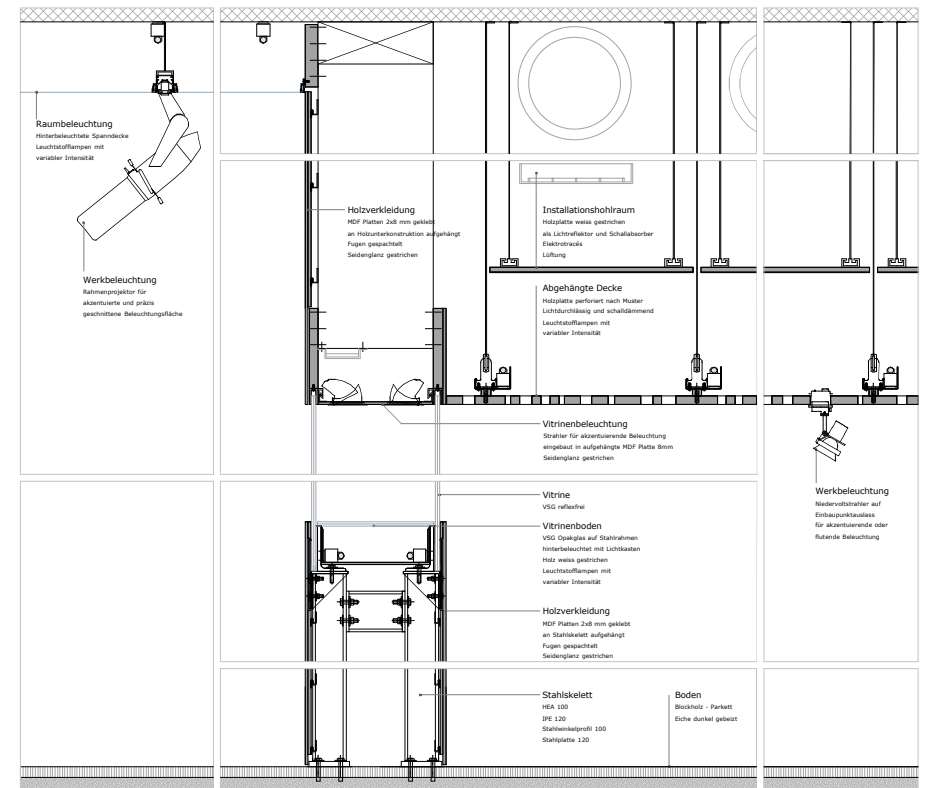 Raumbeleuchtung
Hinterbeleuchtete Spanndecke
Leuchtstofflampen mit
variabler Intensität
Werkbeleuchtung
Rahmenprojektor für
akzentuierte und präzis
geschnittene Beleuchtungsfläche
Holzverkleidung
MDF Platten 2x8 mm geklebt
an Holzunterkonstruktion aufgehängt
Fugen gespachtelt
Seidenglanz gestrichen
Installationshohlraum
Holzplatte weiss gestrichen
als Lichtreflektor und Schallabsorber
Elektrotracés
Lüftung
Abgehängte Decke
Holzplatte perforiert nach Muster
Lichtdurchlässig und schalldämmend
Leuchtstofflampen mit
variabler Intensität
Vitrinenbeleuchtung
Strahler für akzentuierende Beleuchtung
eingebaut in aufgehängte MDF Platte 8mm
Seidenglanz gestrichen
Werkbeleuchtung
Niedervoltstrahler auf
Einbaupunktauslass
für akzentuierende oder
flutende Beleuchtung
Vitrine
VSG reflexfrei
Vitrinenboden
VSG Opakglas auf Stahlrahmen
hinterbeleuchtet mit Lichtkasten
Holz weiss gestrichen
Leuchtstofflampen mit
variabler Intensität
Holzverkleidung
MDF Platten 2x8 mm geklebt
an Stahlskelett aufgehängt
Fugen gespachtelt
Seidenglanz gestrichen
Stahlskelett
HEA 100
IPE 120
Stahlwinkelprofil 100
Stahlplatte 120
Boden
Blockholz - Parkett
Eiche dunkel gebeizt